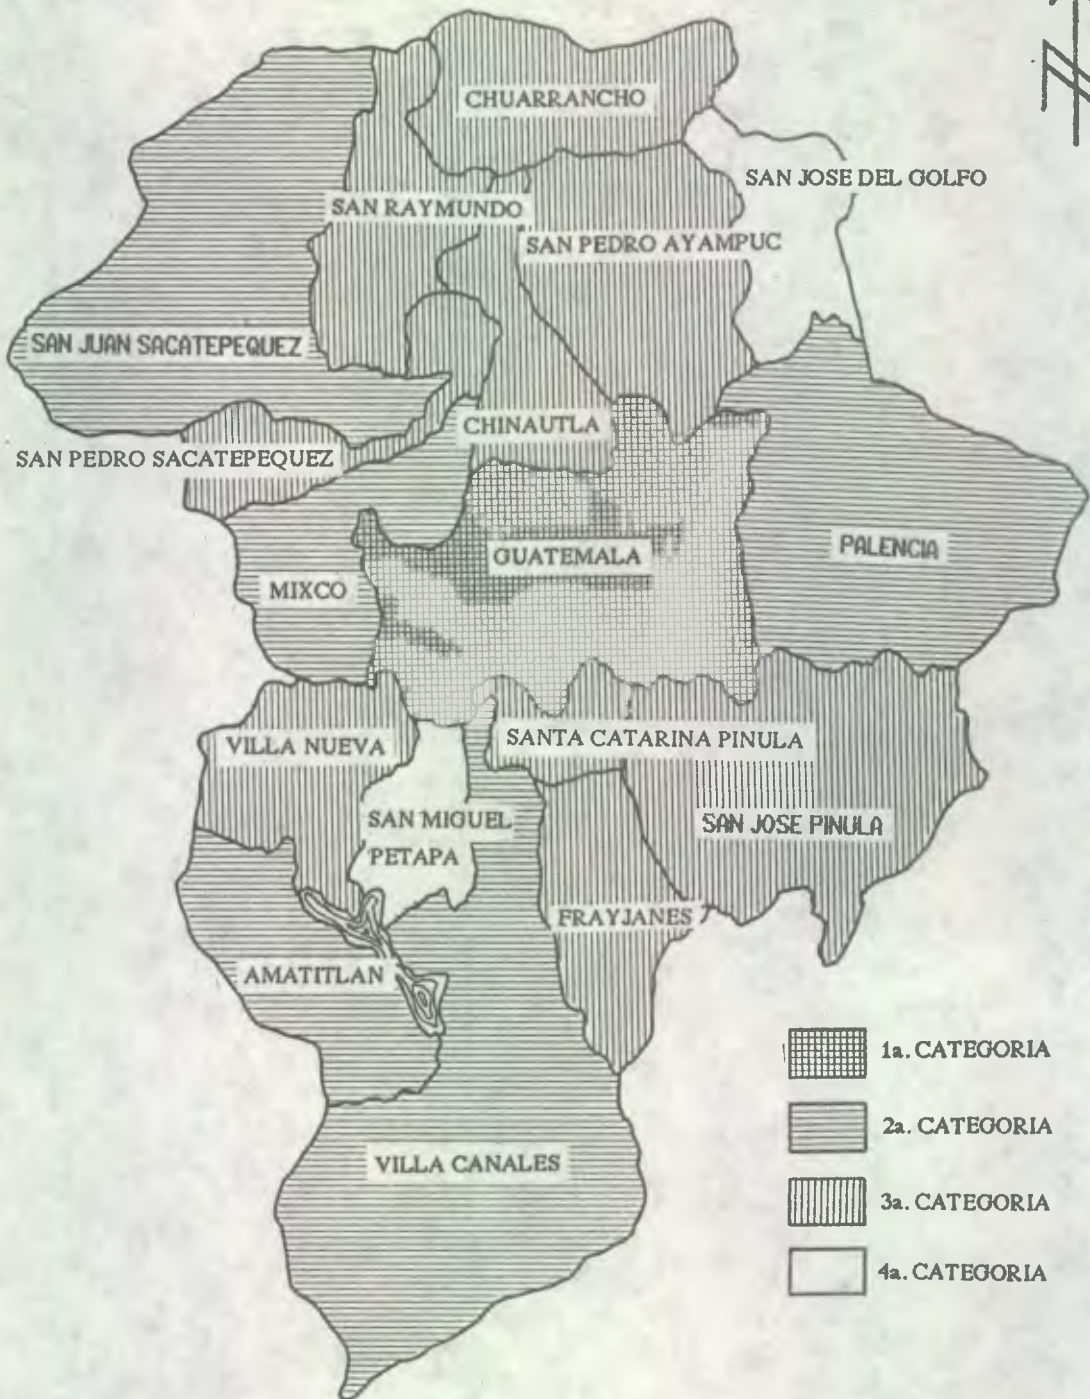 CHUARRANCHO
SAN JOSE DEL GOLFO
SAN RAYMUNDO
SAN PEDRO AYAMPUC
SAN JUAN SACATEPEQUEZ
CHINAUTLA
SAN PEDRO SACATEPEQUEZ
GUATEMALA
PALENCIA
MIXCO
VILLA NUEVA
SANTA CATARINA PINULA
SAN MIGUEL
PETAPA
SAN JOSE PINULA
FRAYJANES
AMATITLAN
VILLA CANALES
1a. CATEGORIA
2a. CATEGORIA
3a. CATEGORIA
4a. CATEGORIA